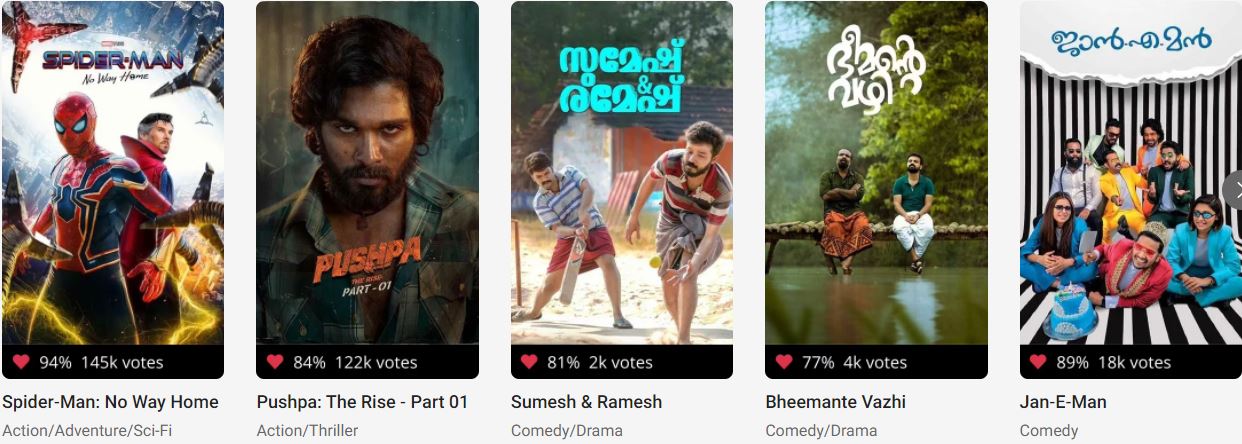 SPIDER-MAN
No Way Home
94% 145k votes
Spider-Man: No Way Home
Action/Adventure/Sci-Fi
PUSHPA
THE RISE
PART-01
84% 122k votes
Pushpa: The Rise - Part 01
Action/Thriller
സുമേഷ്
&
രമേഷ്
81% 2k votes
Sumesh & Ramesh
Comedy/Drama
ഭീമന്റെ
വഴി
77% 4k votes
Bheemante Vazhi
Comedy/Drama
ജാൻ.എ.മൻ
89% 18k votes
Jan-E-Man
Comedy